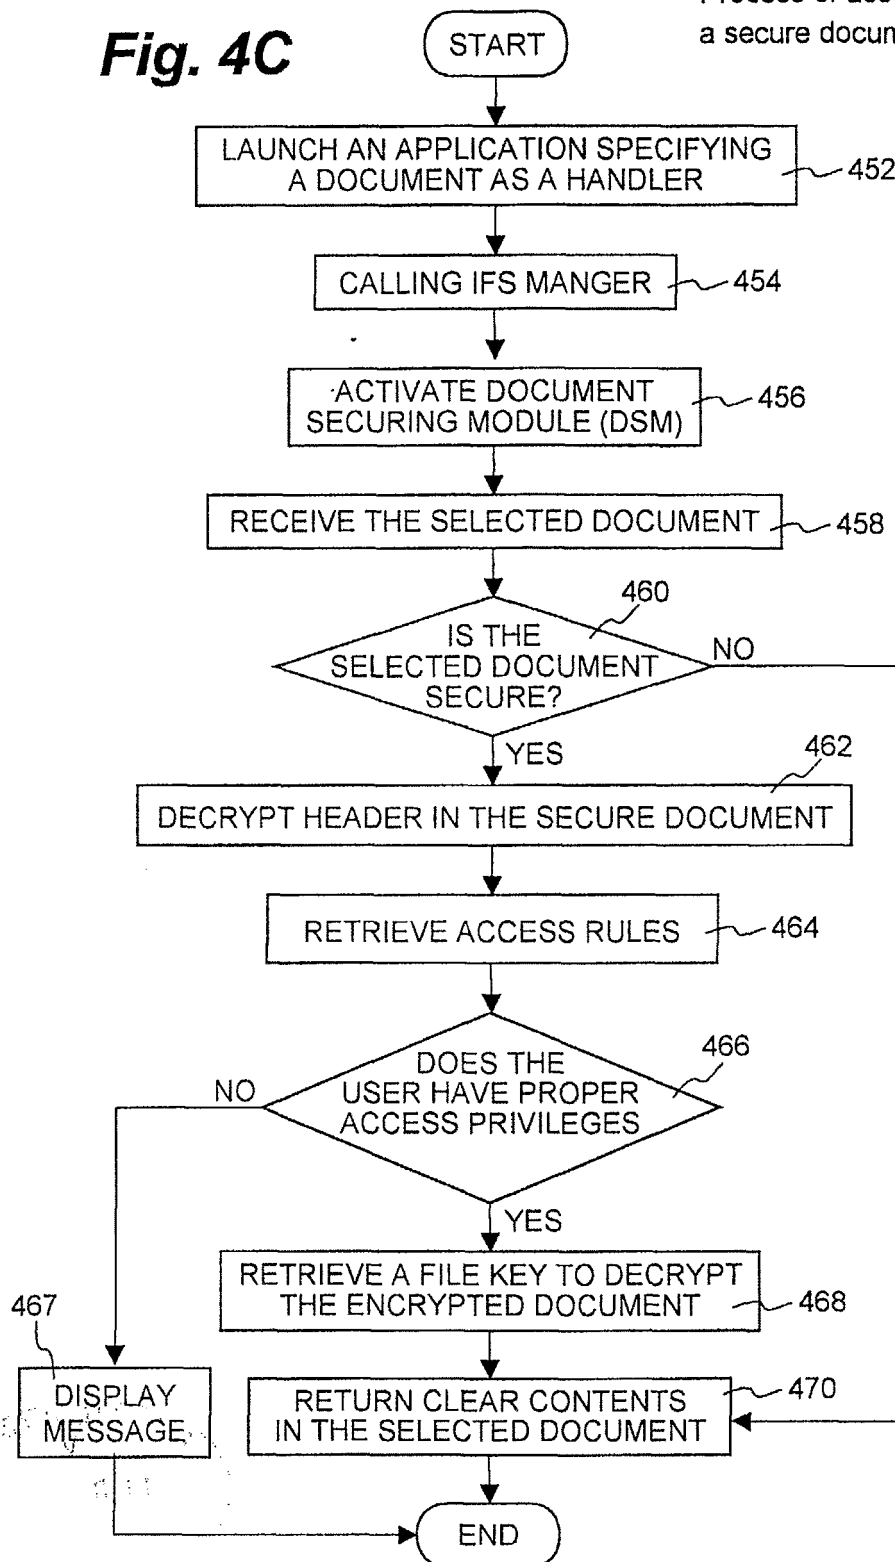 Fig. 4C
a secure docum
START
LAUNCH AN APPLICATION SPECIFYING
A DOCUMENT AS A HANDLER
452
CALLING IFS MANGER
454
ACTIVATE DOCUMENT
SECURING MODULE (DSM)
456
RECEIVE THE SELECTED DOCUMENT
458
460
IS THE
SELECTED DOCUMENT
SECURE?
NO
YES
462
DECRYPT HEADER IN THE SECURE DOCUMENT
RETRIEVE ACCESS RULES
464
DOES THE
USER HAVE PROPER
ACCESS PRIVILEGES
466
NO
YES
RETRIEVE A FILE KEY TO DECRYPT
THE ENCRYPTED DOCUMENT
468
467
DISPLAY
MESSAGE
RETURN CLEAR CONTENTS
IN THE SELECTED DOCUMENT
470
END